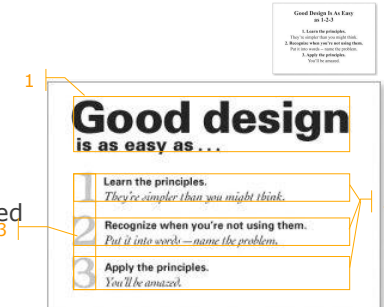 Good Design Is As Easy
as 1-2-3
1. Learn the principles.
They're simpler than you might think.
2. Recognize when you're not using them.
Put it into words—name the problem.
3. Apply the principles.
You'll be amazed.
1
Good design
is as easy as . . .
1 Learn the principles.
They're simpler than you might think.
ed
3
2 Recognize when you're not using them.
Put it into words—name the problem.
3 Apply the principles.
You'll be amazed.